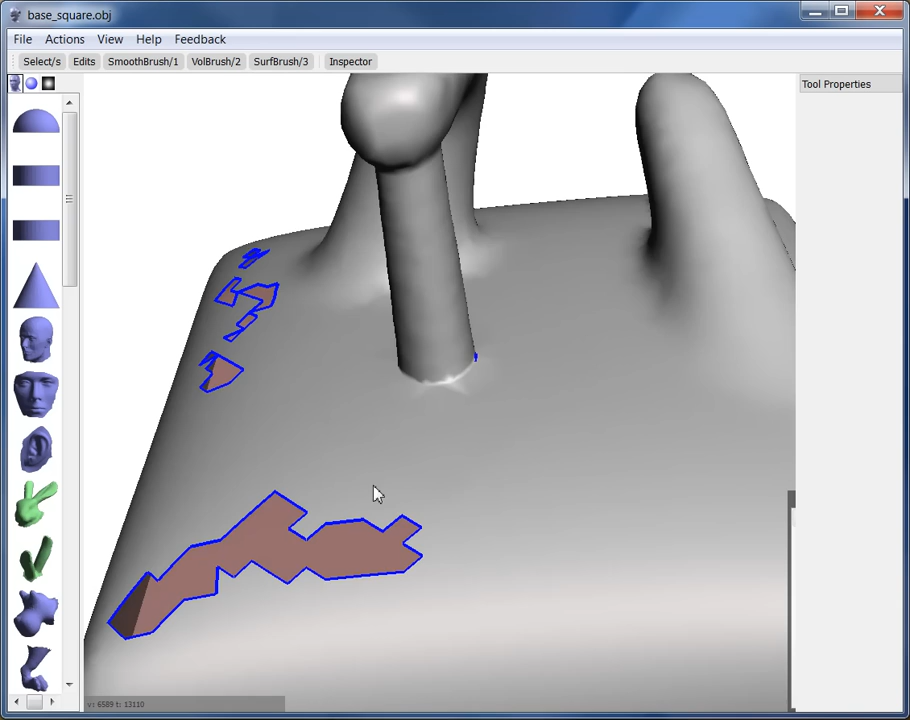 base_square.obj
File Actions View Help Feedback
Select/s Edits SmoothBrush/1 VolBrush/2 SurfBrush/3 Inspector
Tool Properties
v: 6589 t: 13110